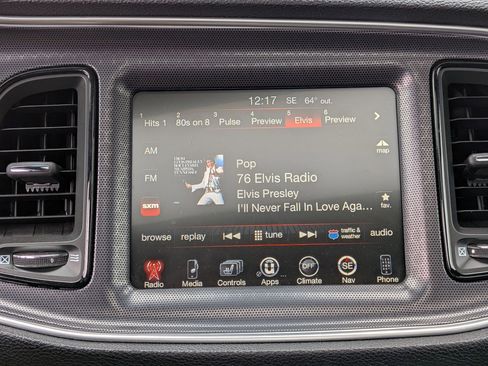 12:17 SE 64° out.
1 Hits 1 2 80s on 8 3 Pulse 4 Preview 5 Elvis 6 Preview
AM
map
Pop
FM
76 Elvis Radio
Elvis Presley
fav.
sxm
I'll Never Fall In Love Aga...
browse replay tune traffic & weather audio
OFF SE
Radio Media Controls Apps Climate Nav Phone